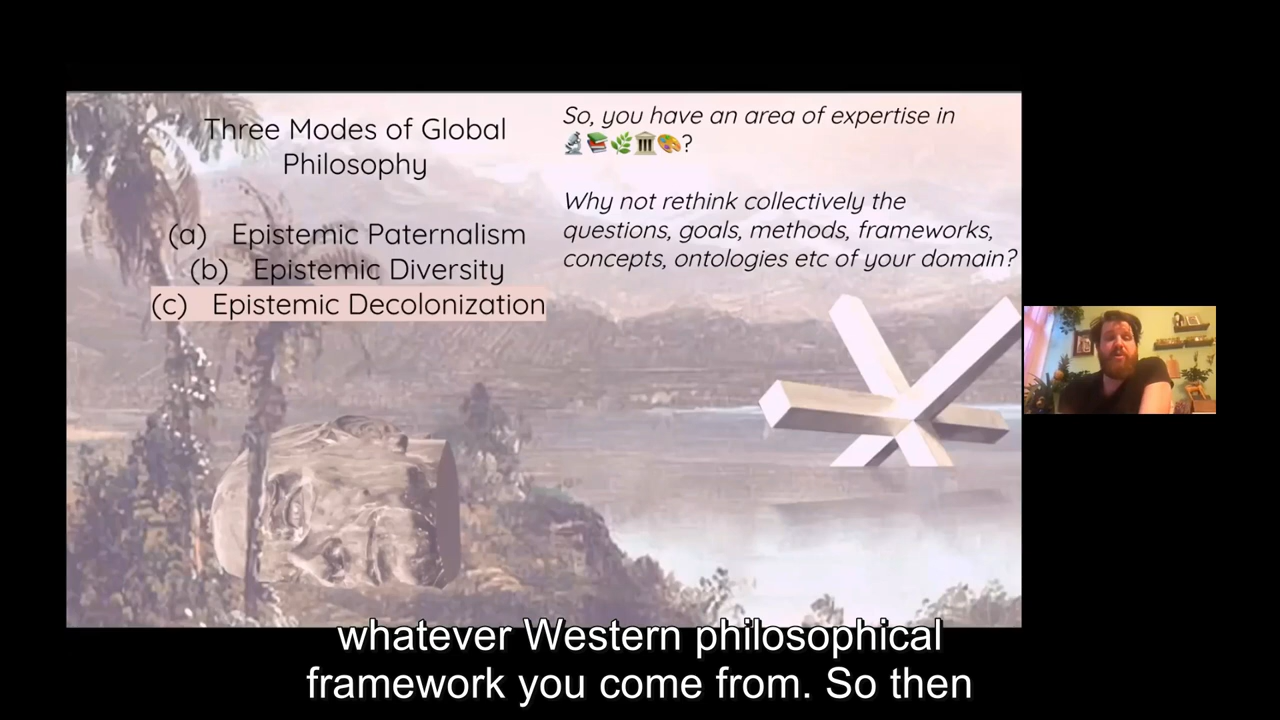 Three Modes of Global
Philosophy
(a) Epistemic Paternalism
(b) Epistemic Diversity
(c) Epistemic Decolonization
So, you have an area of expertise in
🔬📚🌿🏛️🎨?
Why not rethink collectively the
questions, goals, methods, frameworks,
concepts, ontologies etc of your domain?
whatever Western philosophical
framework you come from. So then